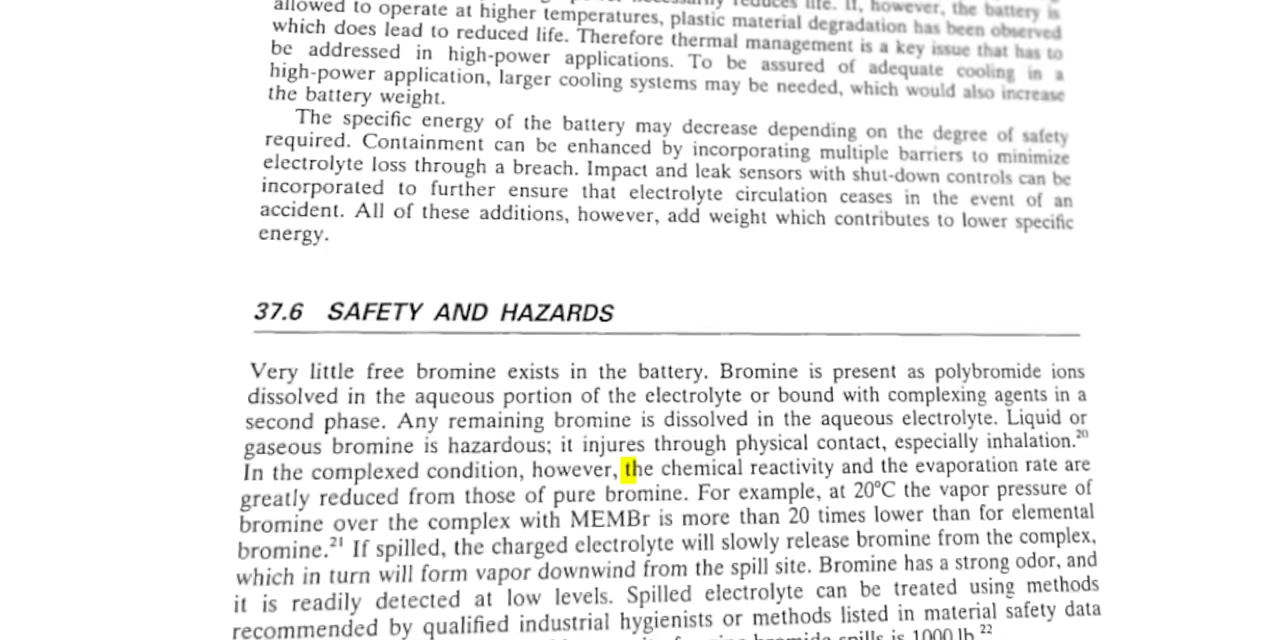 reduces life. If, however, the battery is
allowed to operate at higher temperatures, plastic material degradation has been observed
which does lead to reduced life. Therefore thermal management is a key issue that has to
be addressed in high-power applications. To be assured of adequate cooling in a
high-power application, larger cooling systems may be needed, which would also increase
the battery weight.
The specific energy of the battery may decrease depending on the degree of safety
required. Containment can be enhanced by incorporating multiple barriers to minimize
electrolyte loss through a breach. Impact and leak sensors with shut-down controls can be
incorporated to further ensure that electrolyte circulation ceases in the event of an
accident. All of these additions, however, add weight which contributes to lower specific
energy.
37.6 SAFETY AND HAZARDS
Very little free bromine exists in the battery. Bromine is present as polybromide ions
dissolved in the aqueous portion of the electrolyte or bound with complexing agents in a
second phase. Any remaining bromine is dissolved in the aqueous electrolyte. Liquid or
gaseous bromine is hazardous; it injures through physical contact, especially inhalation.²⁰
In the complexed condition, however, the chemical reactivity and the evaporation rate are
greatly reduced from those of pure bromine. For example, at 20°C the vapor pressure of
bromine over the complex with MEMBr is more than 20 times lower than for elemental
bromine.²¹ If spilled, the charged electrolyte will slowly release bromine from the complex,
which in turn will form vapor downwind from the spill site. Bromine has a strong odor, and
it is readily detected at low levels. Spilled electrolyte can be treated using methods
recommended by qualified industrial hygienists or methods listed in material safety data
bromide spills is 1000 lb.²²